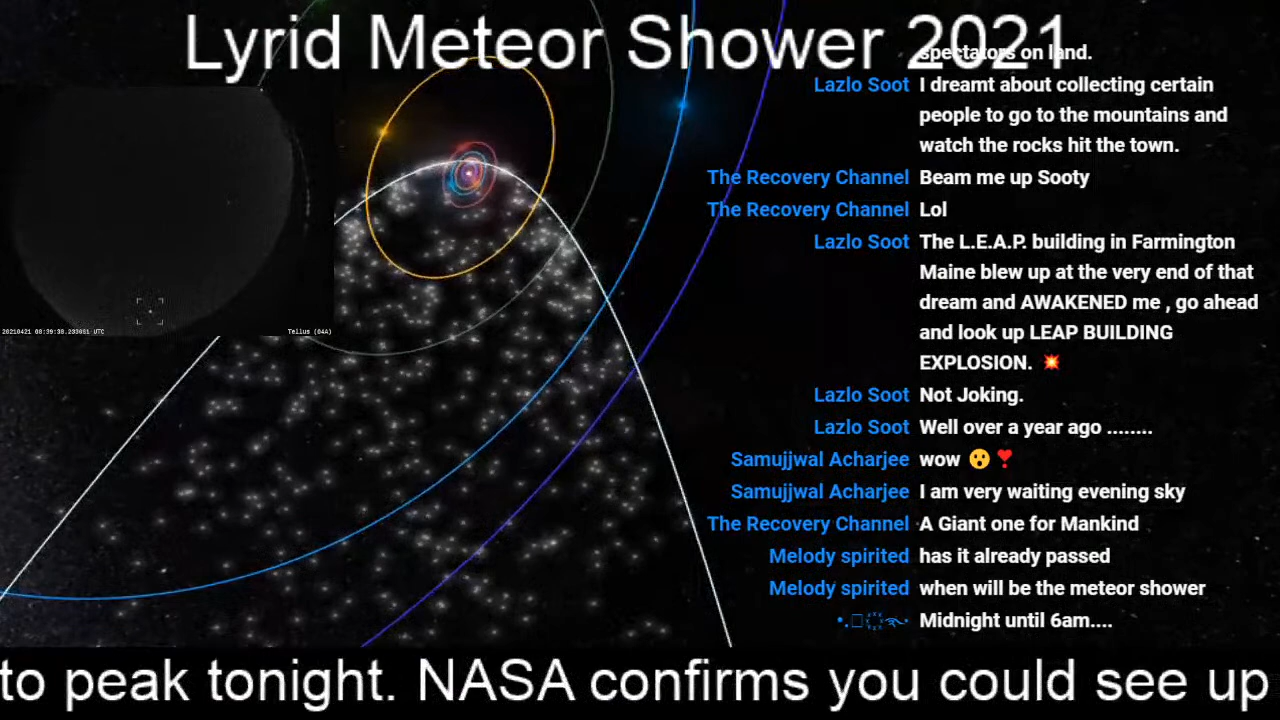 Lyrid Meteor Shower 2021
spectators on land.
Lazlo Soot I dreamt about collecting certain
people to go to the mountains and
watch the rocks hit the town.
The Recovery Channel Beam me up Sooty
The Recovery Channel Lol
Lazlo Soot The L.E.A.P. building in Farmington
Maine blew up at the very end of that
dream and AWAKENED me , go ahead
and look up LEAP BUILDING
EXPLOSION. 💥
Lazlo Soot Not Joking.
Lazlo Soot Well over a year ago ........
Samujjwal Acharjee wow 😮❣
Samujjwal Acharjee I am very waiting evening sky
The Recovery Channel A Giant one for Mankind
Melody spirited has it already passed
Melody spirited when will be the meteor shower
Midnight until 6am....
UTC
Tellus (04A)
to peak tonight. NASA confirms you could see up